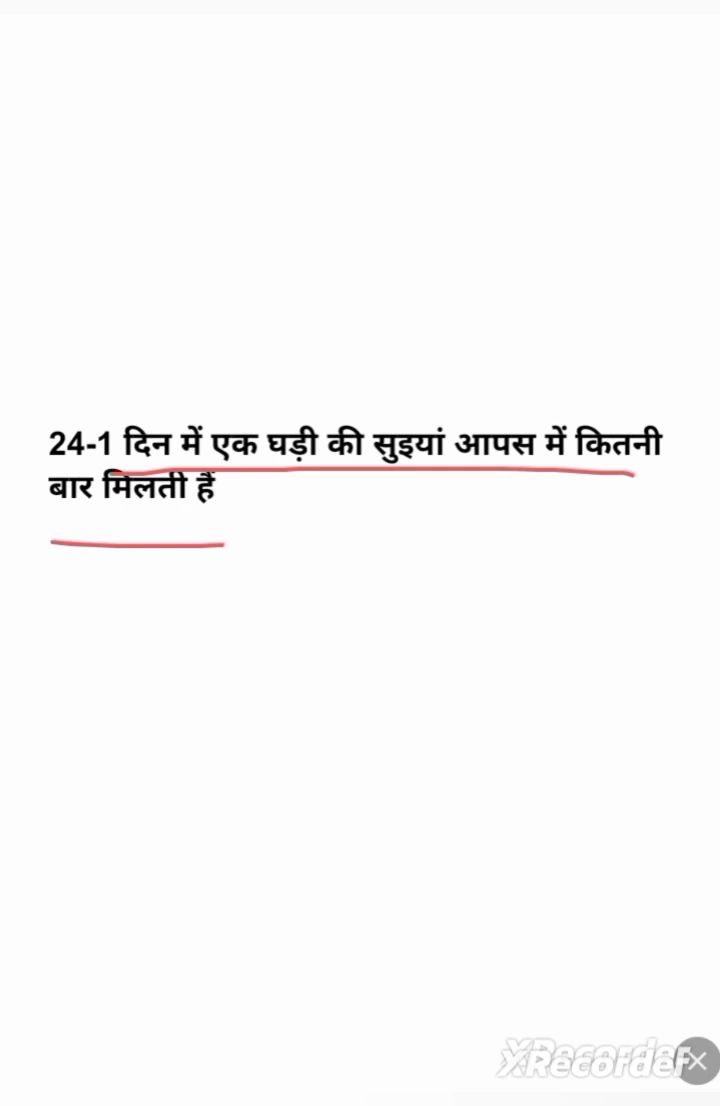 24-1 दिन में एक घड़ी की सुइयां आपस में कितनी
बार मिलती हैं
XRecorder